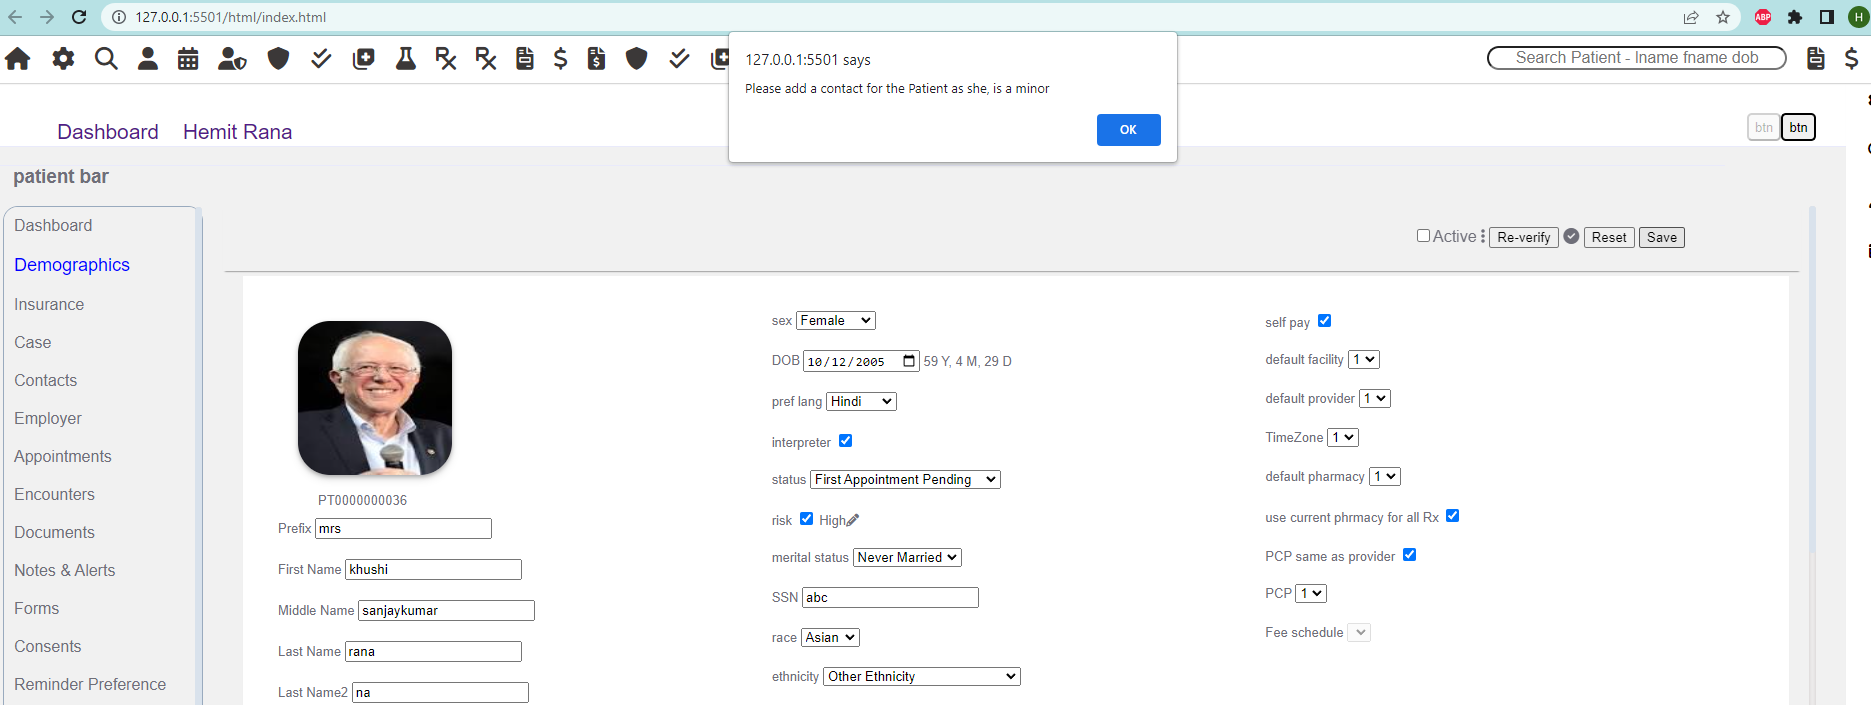 127.0.0.1:5501/html/index.html
ABP
H
Search Patient - lname fname dob
127.0.0.1:5501 says
Please add a contact for the Patient as she, is a minor
OK
Dashboard Hemit Rana
btn btn
patient bar
Dashboard
Demographics
Insurance
Case
Contacts
Employer
Appointments
Encounters
Documents
Notes & Alerts
Forms
Consents
Reminder Preference
Active Re-verify Reset Save
PT0000000036
Prefix mrs
First Name khushi
Middle Name sanjaykumar
Last Name rana
Last Name2 na
sex Female
DOB 10/12/2005 59 Y, 4 M, 29 D
pref lang Hindi
interpreter
status First Appointment Pending
risk High
merital status Never Married
SSN abc
race Asian
ethnicity Other Ethnicity
self pay
default facility 1
default provider 1
TimeZone 1
default pharmacy 1
use current phrmacy for all Rx
PCP same as provider
PCP 1
Fee schedule